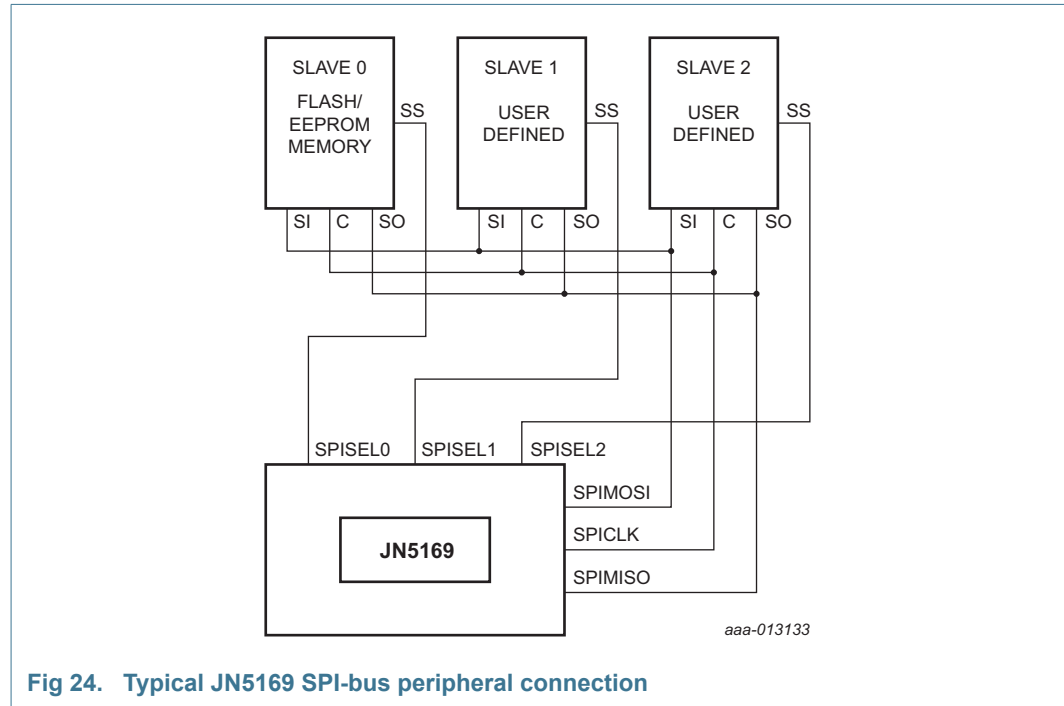 SLAVE 0
FLASH/
EEPROM
MEMORY
SS
SLAVE 1
USER
DEFINED
SS
SLAVE 2
USER
DEFINED
SS
SI C SO
SI C SO
SI C SO
SPISEL0 SPISEL1 SPISEL2
SPIMOSI
JN5169
SPICLK
SPIMISO
aaa-013133
Fig 24. Typical JN5169 SPI-bus peripheral connection